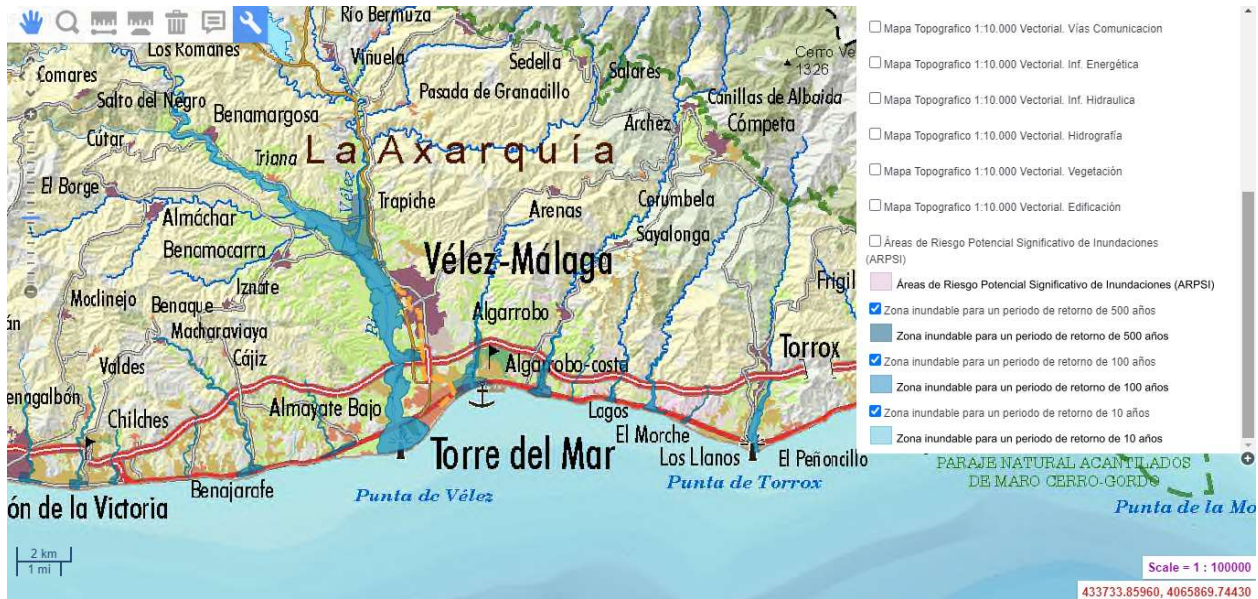 Río Bermuza
Los Romanes
Viñuela
Sedella
Salares
Cerro Ve
1326
Comares
Pasada de Granadillo
Canillas de Albaida
Salto del Negro
Benamargosa
Árchez
Cómpeta
Cútar
Triana
La Axarquía
El Borge
Vélez
Trapiche
Arenas
Corumbela
Almáchar
Sayalonga
Benamocarra
Vélez-Málaga
Iznate
Frigil
Moclinejo
Benaque
Algarrobo
Macharaviaya
Cájiz
Torrox
Valdes
Algarrobo-costa
enagalbón
Chilches
Almayate Bajo
Lagos
El Morche
Torre del Mar
Los Llanos
El Peñoncillo
Benajarafe
Punta de Vélez
Punta de Torrox
ón de la Victoria
PARAJE NATURAL ACANTILADOS
DE MARO CERRO-GORDO
Punta de la Mo
2 km
1 mi
Mapa Topografico 1:10.000 Vectorial. Vías Comunicacion
Mapa Topografico 1:10.000 Vectorial. Inf. Energética
Mapa Topografico 1:10.000 Vectorial. Inf. Hidraulica
Mapa Topografico 1:10.000 Vectorial. Hidrografía
Mapa Topografico 1:10.000 Vectorial. Vegetación
Mapa Topografico 1:10.000 Vectorial. Edificación
Áreas de Riesgo Potencial Significativo de Inundaciones
(ARPSI)
Áreas de Riesgo Potencial Significativo de Inundaciones (ARPSI)
Zona inundable para un periodo de retorno de 500 años
Zona inundable para un periodo de retorno de 500 años
Zona inundable para un periodo de retorno de 100 años
Zona inundable para un periodo de retorno de 100 años
Zona inundable para un periodo de retorno de 10 años
Zona inundable para un periodo de retorno de 10 años
Scale = 1 : 100000
433733.85960, 4065869.74430